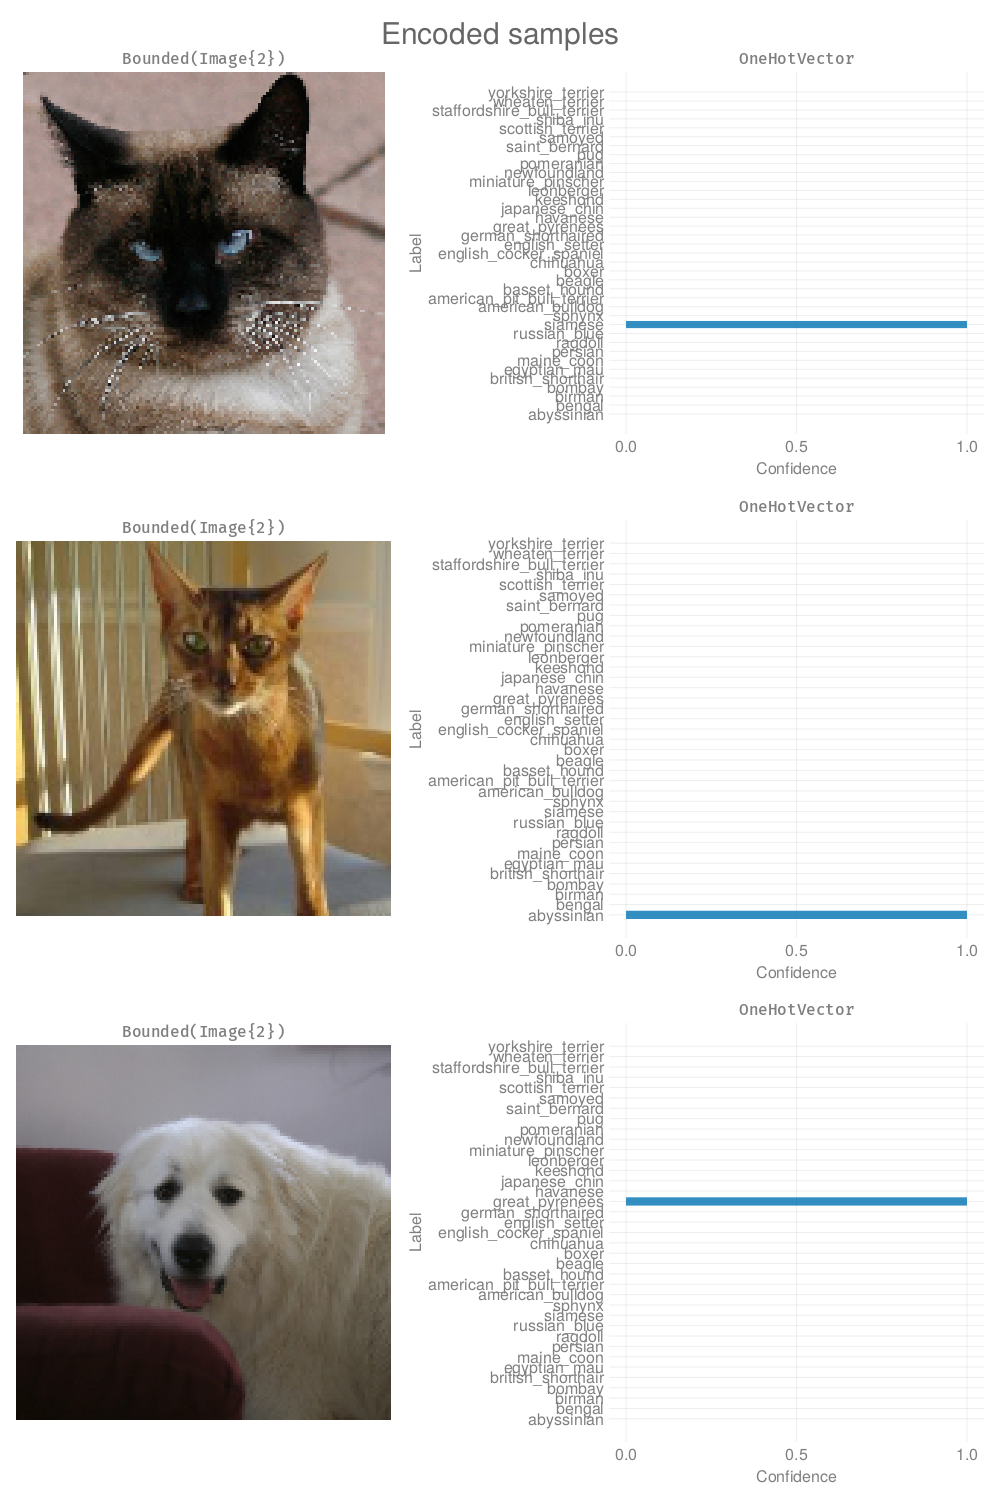 Encoded samples
Bounded(Image{2})
OneHotVector
yorkshire_terrier
wheaten_terrier
staffordshire_bull_terrier
shiba_inu
scottish_terrier
samoyed
saint_bernard
pug
pomeranian
newfoundland
miniature_pinscher
leonberger
keeshond
japanese_chin
havanese
great_pyrenees
german_shorthaired
english_setter
english_cocker_spaniel
chihuahua
boxer
beagle
basset_hound
american_pit_bull_terrier
american_bulldog
sphynx
siamese
russian_blue
ragdoll
persian
maine_coon
egyptian_mau
british_shorthair
bombay
birman
bengal
abyssinian
Label
0.0 0.5 1.0
Confidence
Bounded(Image{2})
OneHotVector
yorkshire_terrier
wheaten_terrier
staffordshire_bull_terrier
shiba_inu
scottish_terrier
samoyed
saint_bernard
pug
pomeranian
newfoundland
miniature_pinscher
leonberger
keeshond
japanese_chin
havanese
great_pyrenees
german_shorthaired
english_setter
english_cocker_spaniel
chihuahua
boxer
beagle
basset_hound
american_pit_bull_terrier
american_bulldog
sphynx
siamese
russian_blue
ragdoll
persian
maine_coon
egyptian_mau
british_shorthair
bombay
birman
bengal
abyssinian
Label
0.0 0.5 1.0
Confidence
Bounded(Image{2})
OneHotVector
yorkshire_terrier
wheaten_terrier
staffordshire_bull_terrier
shiba_inu
scottish_terrier
samoyed
saint_bernard
pug
pomeranian
newfoundland
miniature_pinscher
leonberger
keeshond
japanese_chin
havanese
great_pyrenees
german_shorthaired
english_setter
english_cocker_spaniel
chihuahua
boxer
beagle
basset_hound
american_pit_bull_terrier
american_bulldog
sphynx
siamese
russian_blue
ragdoll
persian
maine_coon
egyptian_mau
british_shorthair
bombay
birman
bengal
abyssinian
Label
0.0 0.5 1.0
Confidence